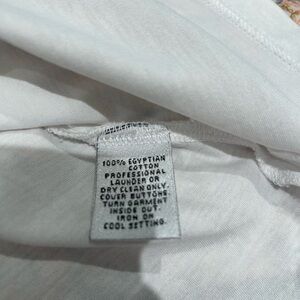 100% EGYPTIAN
COTTON
PROFESSIONAL
LAUNDER OR
DRY CLEAN ONLY.
COVER BUTTONS
TURN GARMENT
INSIDE OUT.
IRON ON
COOL SETTING.